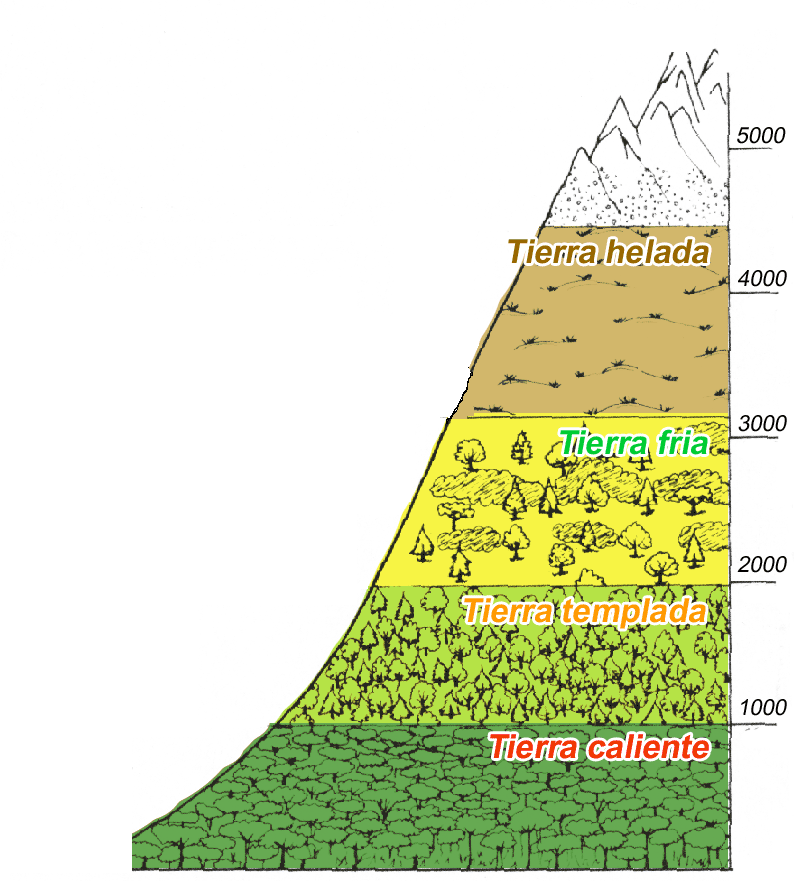 5000
Tierra helada
4000
3000
Tierra fria
2000
Tierra templada
1000
Tierra caliente